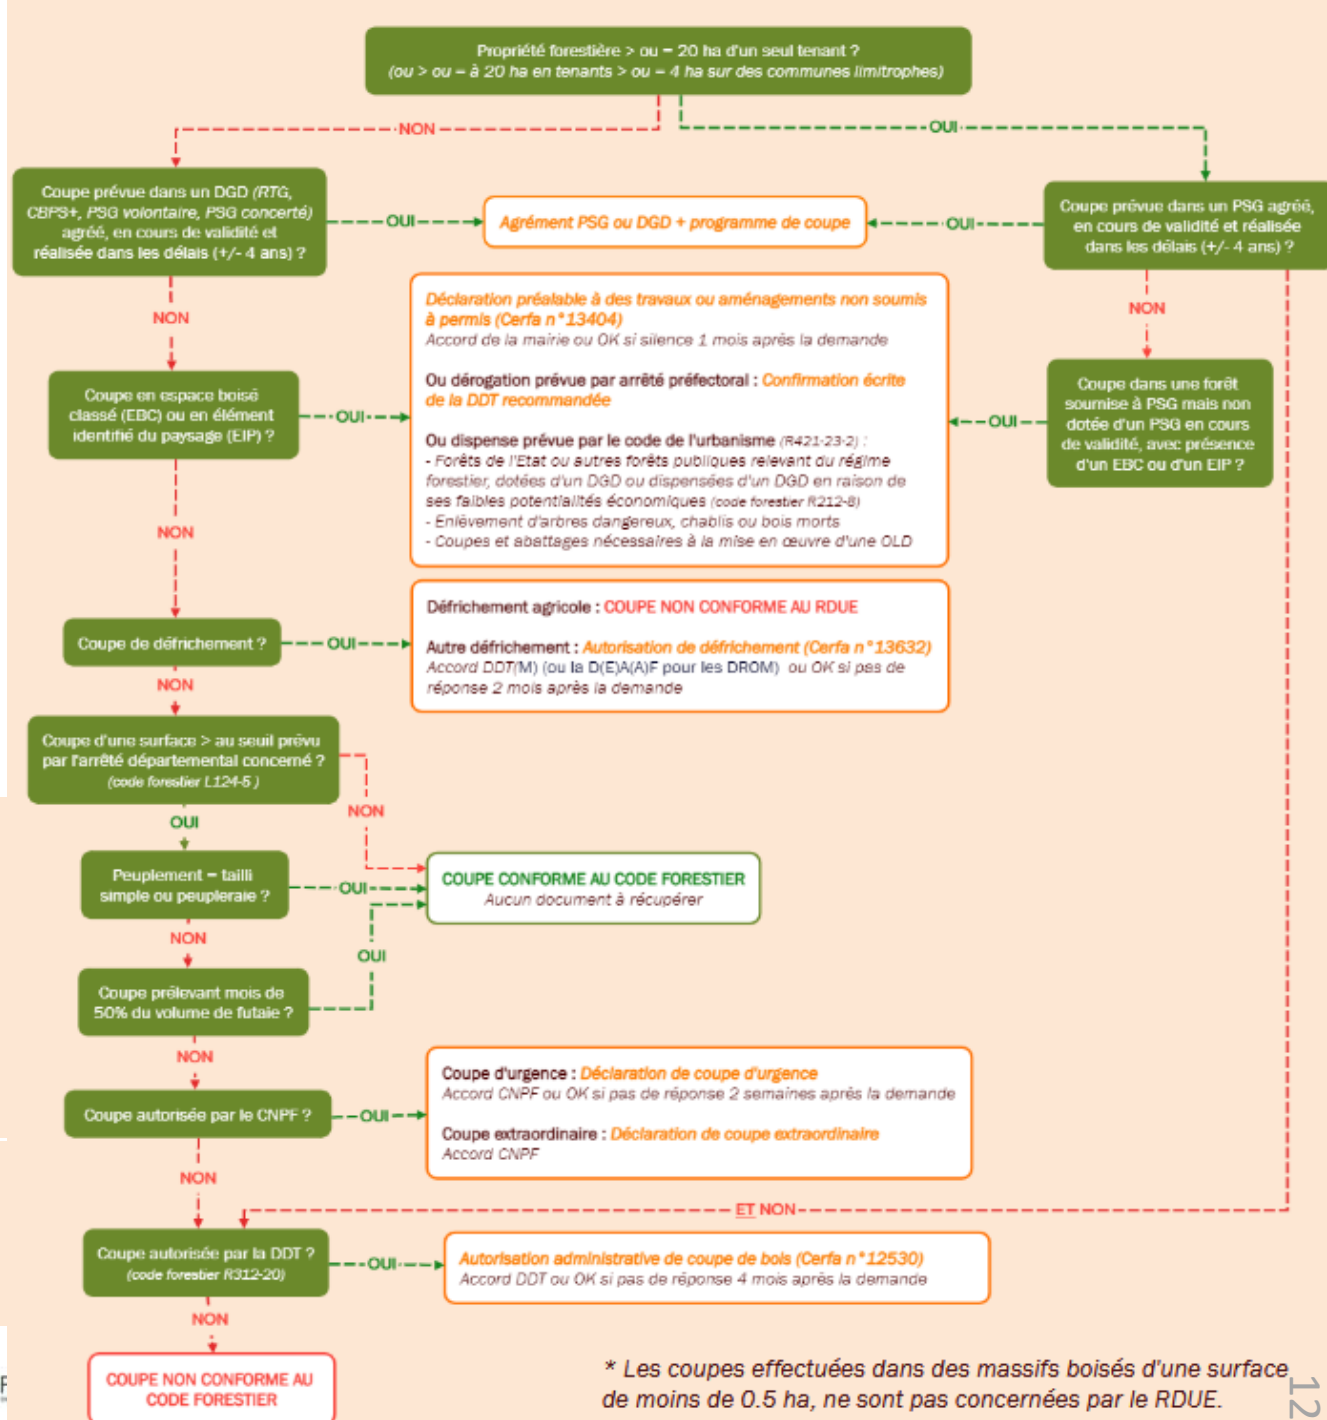 Propriété forestière > ou = 20 ha d'un seul tenant ?
(ou > ou = à 20 ha en tenants > ou = 4 ha sur des communes limitrophes)
NON
OUI
Coupe prévue dans un DGD (RTG,
CBPS+, PSG volontaire, PSG concerté)
agréé, en cours de validité et
réalisée dans les délais (+/- 4 ans) ?
OUI
Agrément PSG ou DGD + programme de coupe
OUI
Coupe prévue dans un PSG agréé,
en cours de validité et réalisée
dans les délais (+/- 4 ans) ?
NON
NON
Déclaration préalable à des travaux ou aménagements non soumis
à permis (Cerfa n°13404)
Accord de la mairie ou OK si silence 1 mois après la demande
Ou dérogation prévue par arrêté préfectoral : Confirmation écrite
de la DDT recommandée
Ou dispense prévue par le code de l'urbanisme (R421-23-2) :
- Forêts de l'Etat ou autres forêts publiques relevant du régime
forestier, dotées d'un DGD ou dispensées d'un DGD en raison de
ses faibles potentialités économiques (code forestier R212-8)
- Enlèvement d'arbres dangereux, chablis ou bois morts
- Coupes et abattages nécessaires à la mise en œuvre d'une OLD
Coupe en espace boisé
classé (EBC) ou en élément
identifié du paysage (EIP) ?
OUI
OUI
Coupe dans une forêt
soumise à PSG mais non
dotée d'un PSG en cours
de validité, avec présence
d'un EBC ou d'un EIP ?
NON
Coupe de défrichement ?
OUI
Défrichement agricole : COUPE NON CONFORME AU RDUE
Autre défrichement : Autorisation de défrichement (Cerfa n°13632)
Accord DDT(M) (ou la D(E)A(A)F pour les DROM) ou OK si pas de
réponse 2 mois après la demande
NON
Coupe d'une surface > au seuil prévu
par l'arrêté départemental concerné ?
(code forestier L124-5 )
NON
OUI
Peuplement = tailli
simple ou peupleraie ?
OUI
COUPE CONFORME AU CODE FORESTIER
Aucun document à récupérer
NON
OUI
Coupe prélevant mois de
50% du volume de futaie ?
NON
Coupe autorisée par le CNPF ?
OUI
Coupe d'urgence : Déclaration de coupe d'urgence
Accord CNPF ou OK si pas de réponse 2 semaines après la demande
Coupe extraordinaire : Déclaration de coupe extraordinaire
Accord CNPF
NON
ET NON
Coupe autorisée par la DDT ?
(code forestier R312-20)
OUI
Autorisation administrative de coupe de bois (Cerfa n°12530)
Accord DDT ou OK si pas de réponse 4 mois après la demande
NON
COUPE NON CONFORME AU
CODE FORESTIER
* Les coupes effectuées dans des massifs boisés d'une surface
de moins de 0.5 ha, ne sont pas concernées par le RDUE.
12